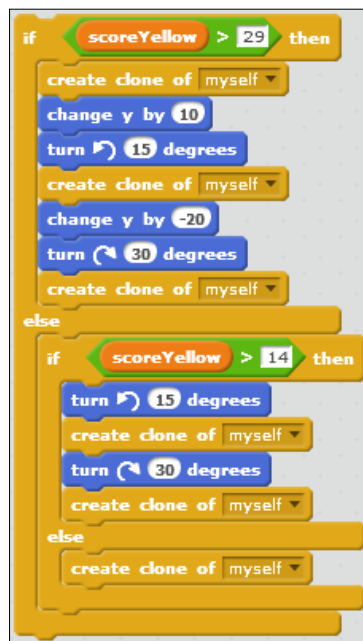 if scoreYellow > 29 then
create clone of myself
change y by 10
turn 15 degrees
create clone of myself
change y by -20
turn 30 degrees
create clone of myself
else
if scoreYellow > 14 then
turn 15 degrees
create clone of myself
turn 30 degrees
create clone of myself
else
create clone of myself